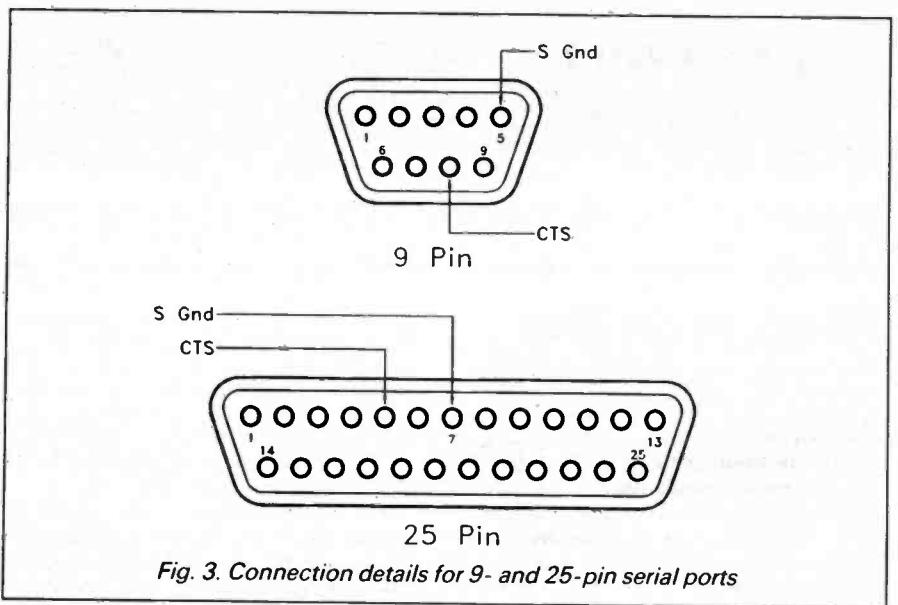 S Gnd
1 5
6 9
CTS
9 Pin
S Gnd
CTS
1 7 13
14 25
25 Pin
Fig. 3. Connection details for 9- and 25-pin serial ports